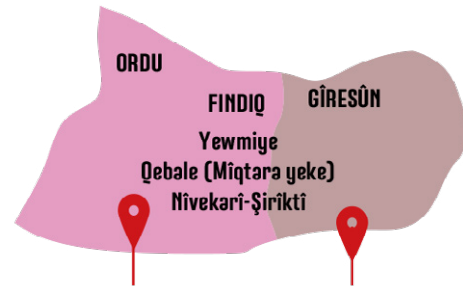 ORDU
FINDIQ
GÎRESÛN
Yewmiye
Qebale (Mîqtara yeke)
Nîvekarî-Şirîktî